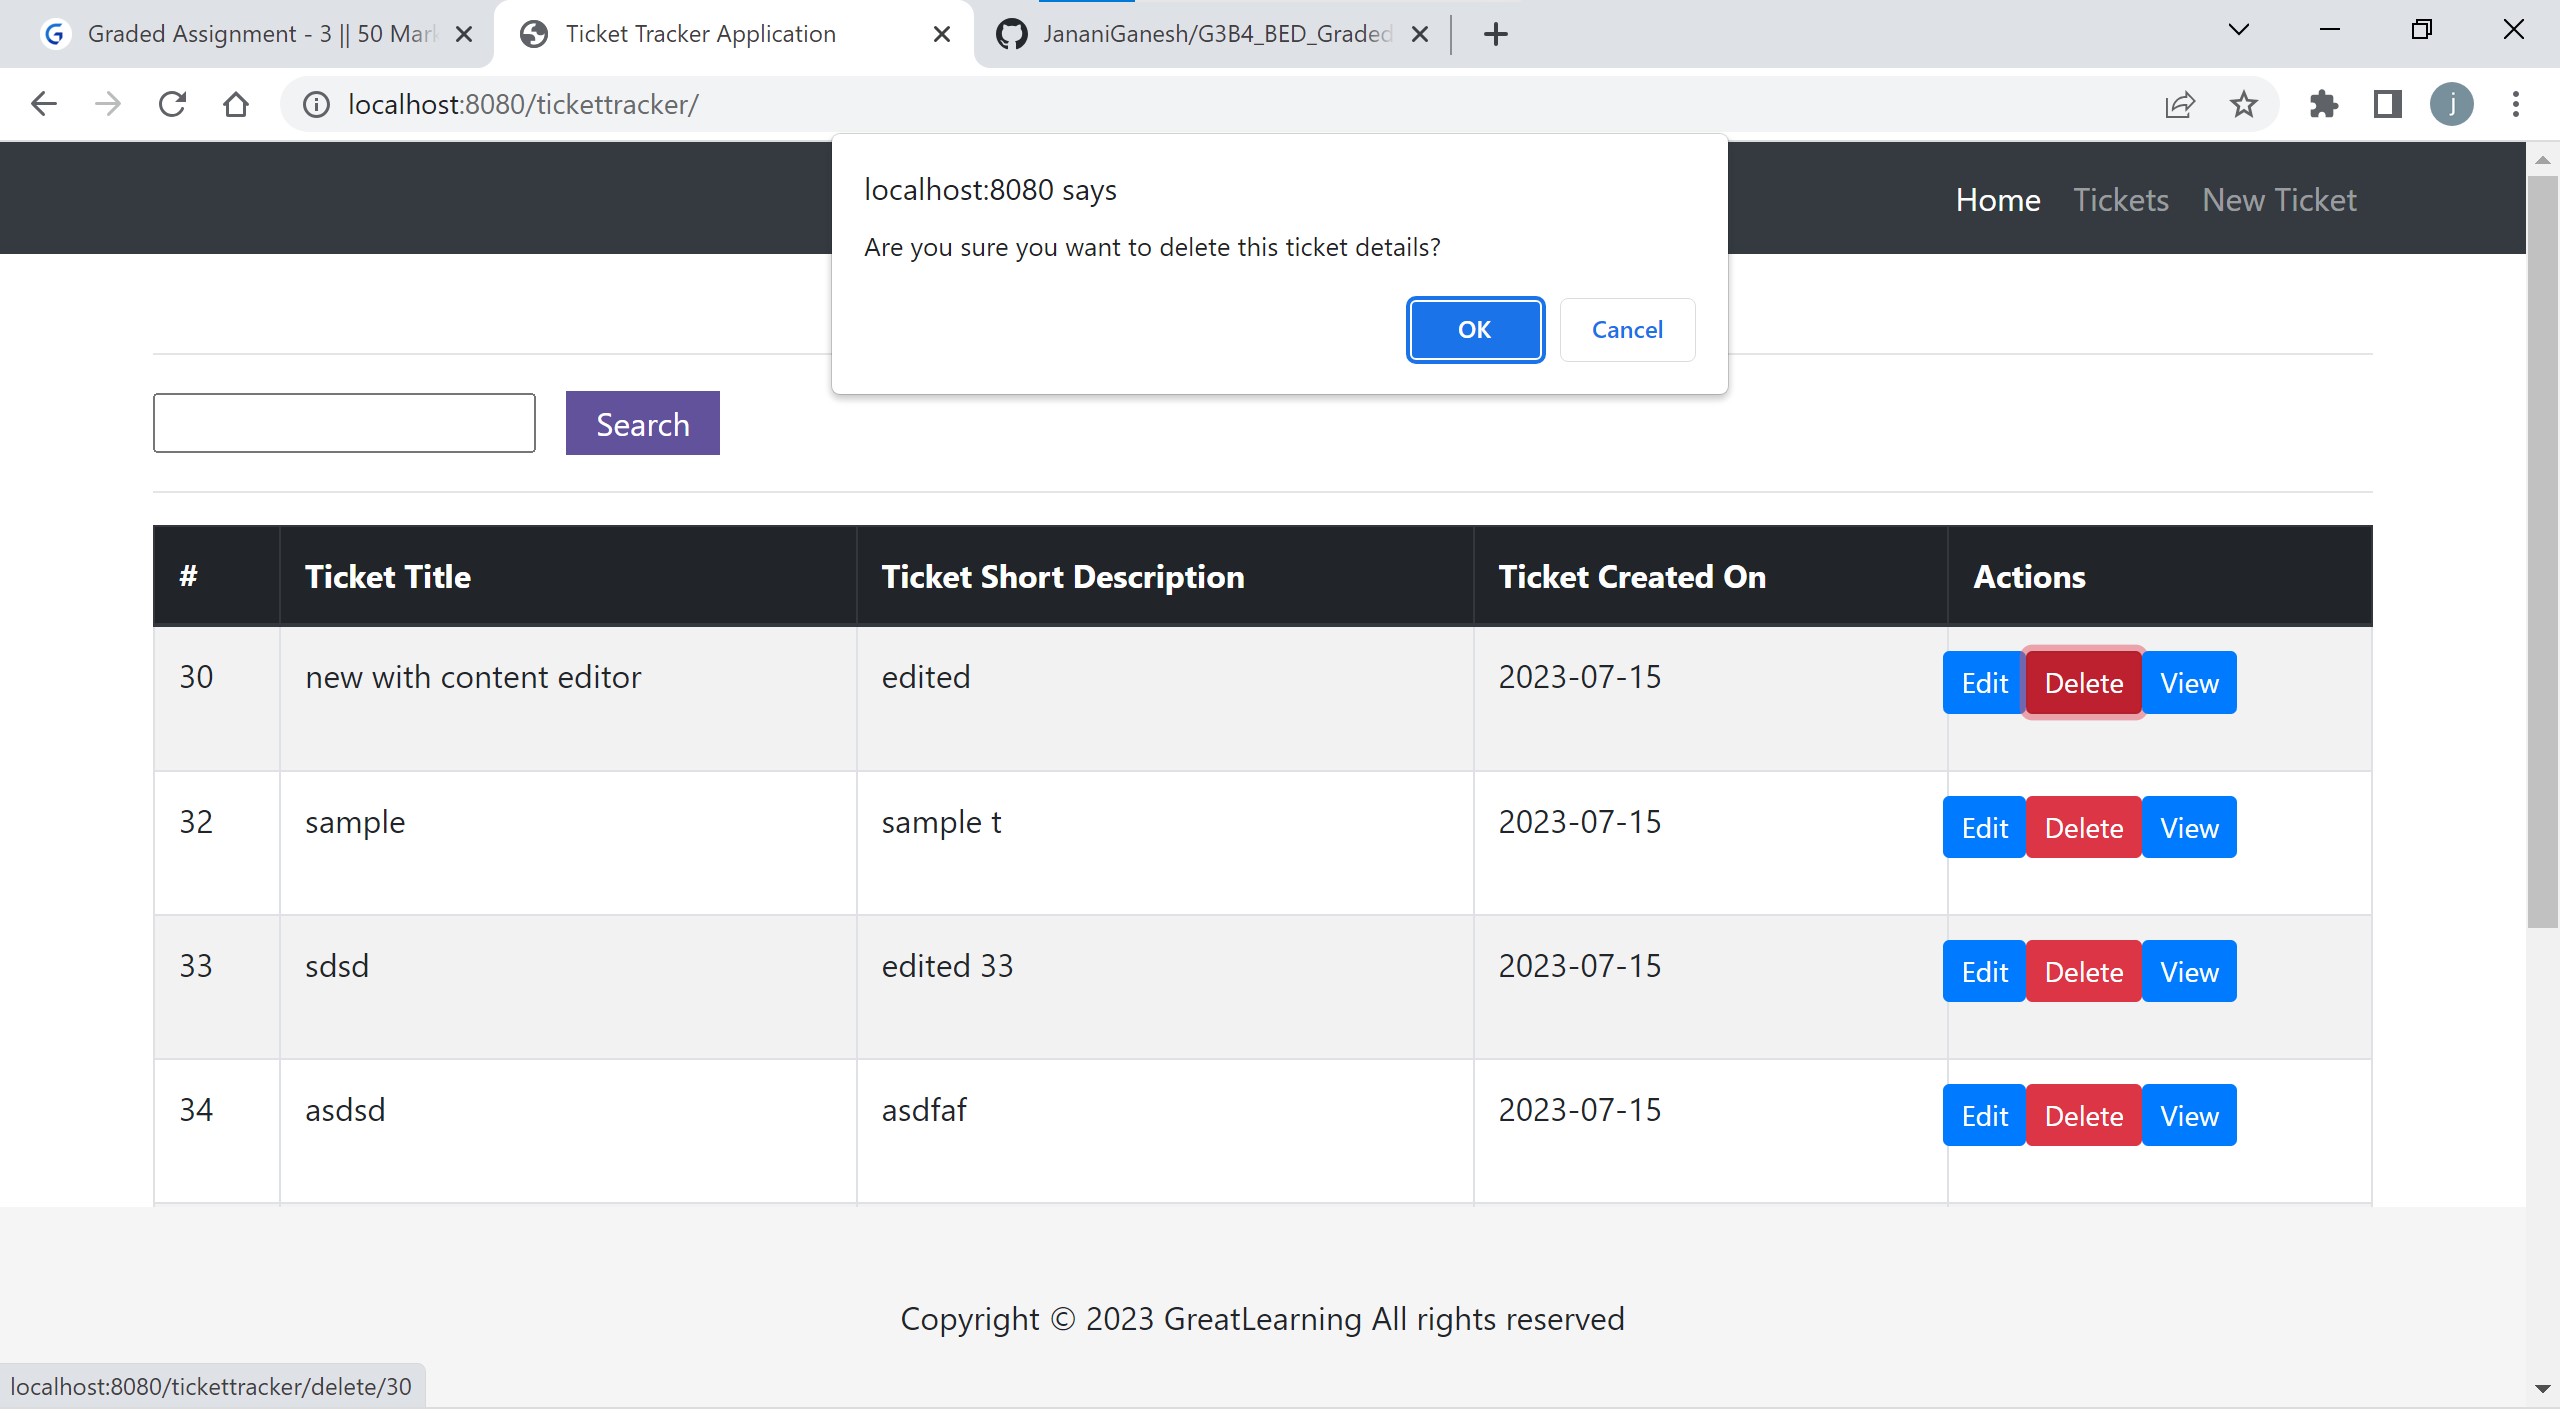 Graded Assignment - 3 || 50 Mar
Ticket Tracker Application
JananiGanesh/G3B4_BED_Graded
localhost:8080/tickettracker/
j
localhost:8080 says
Are you sure you want to delete this ticket details?
OK Cancel
Home Tickets New Ticket
Search
# Ticket Title Ticket Short Description Ticket Created On Actions
30 new with content editor edited 2023-07-15 Edit Delete View
32 sample sample t 2023-07-15 Edit Delete View
33 sdsd edited 33 2023-07-15 Edit Delete View
34 asdsd asdfaf 2023-07-15 Edit Delete View
Copyright © 2023 GreatLearning All rights reserved
localhost:8080/tickettracker/delete/30